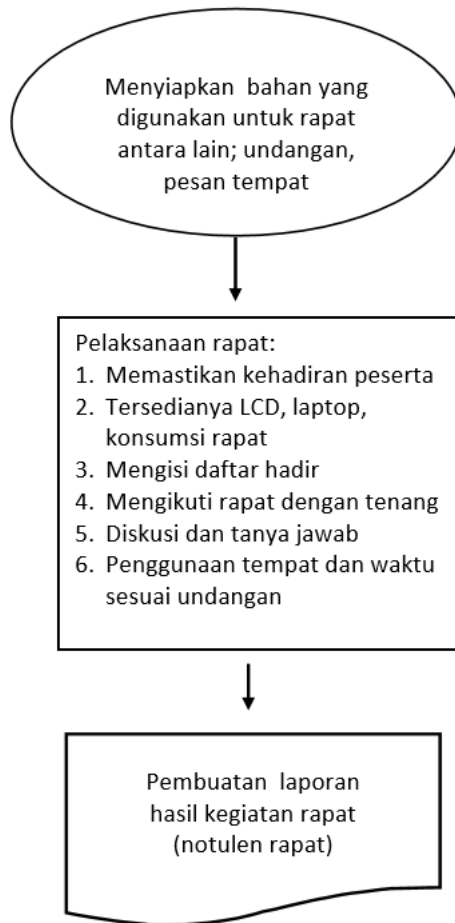 Menyiapkan bahan yang
digunakan untuk rapat
antara lain; undangan,
pesan tempat
Pelaksanaan rapat:
1. Memastikan kehadiran peserta
2. Tersedianya LCD, laptop,
konsumsi rapat
3. Mengisi daftar hadir
4. Mengikuti rapat dengan tenang
5. Diskusi dan tanya jawab
6. Penggunaan tempat dan waktu
sesuai undangan
Pembuatan laporan
hasil kegiatan rapat
(notulen rapat)